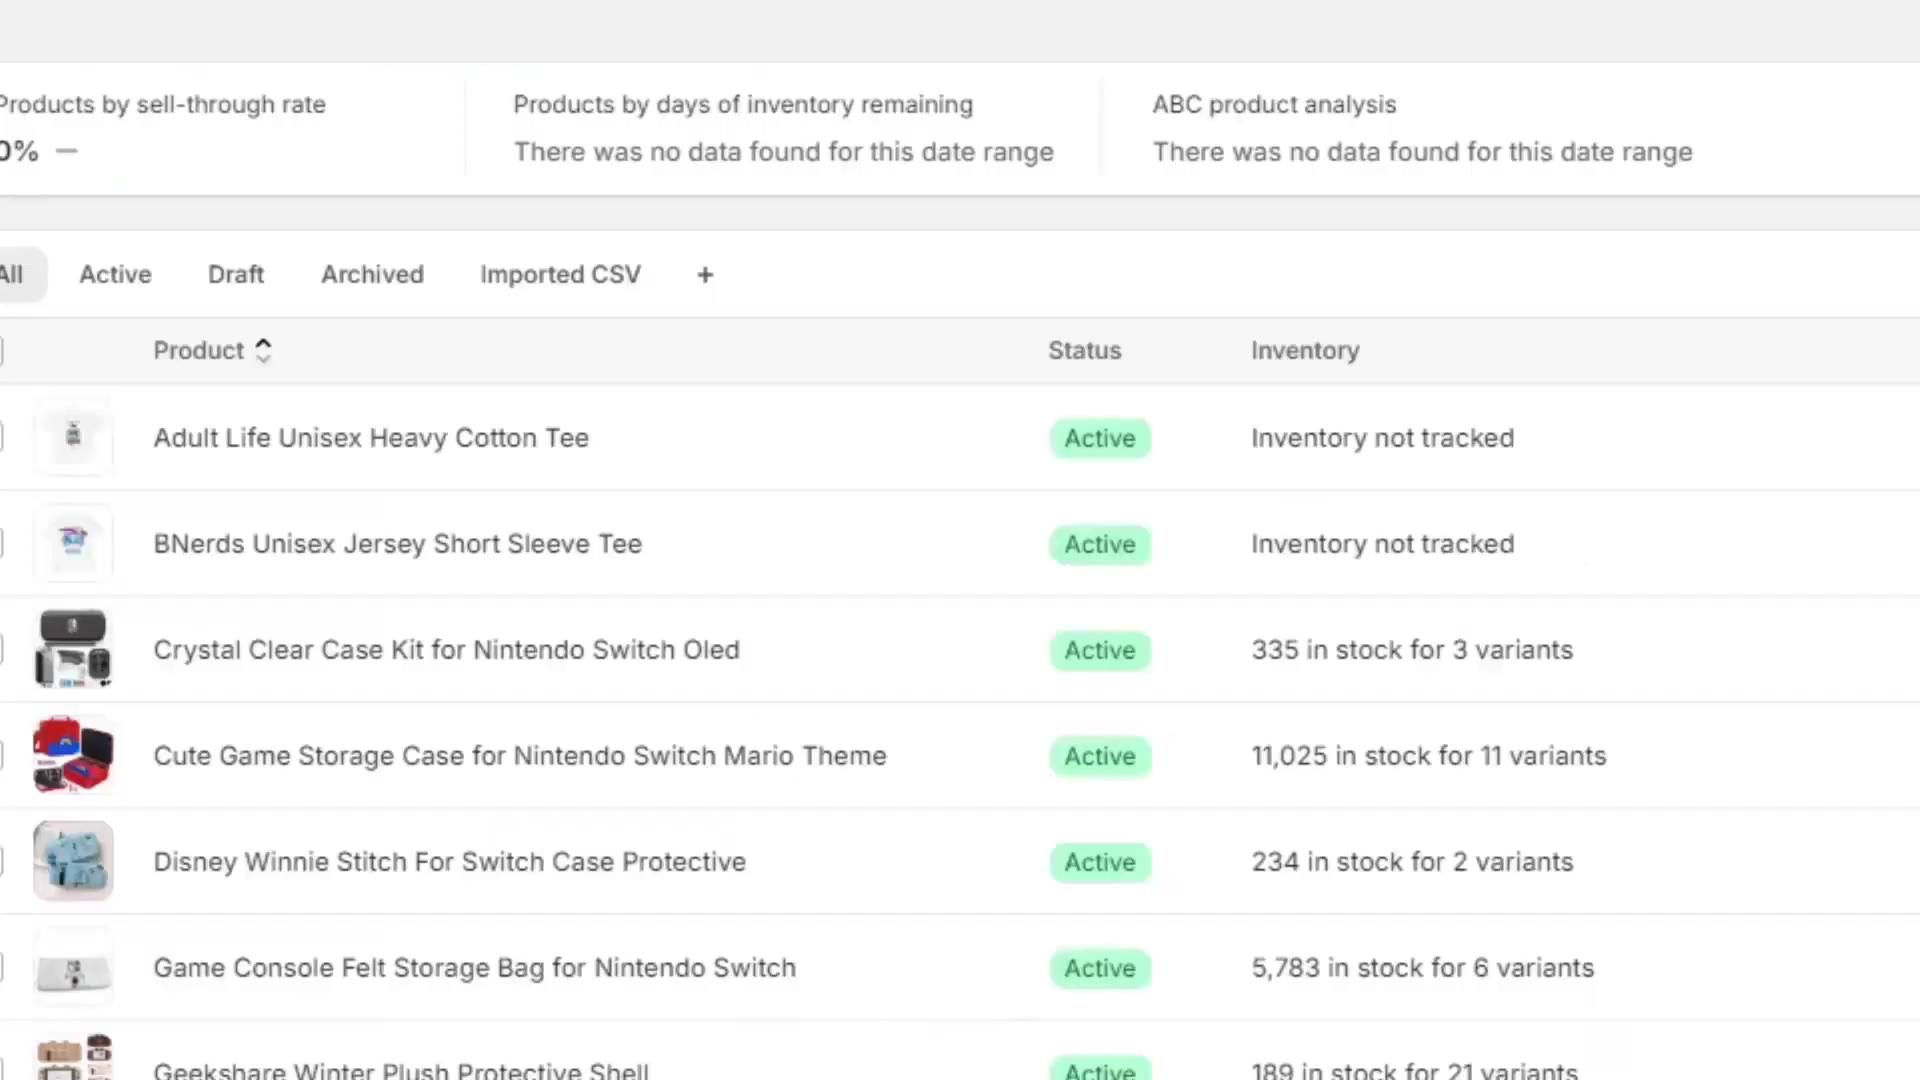 Products by sell-through rate
0% —
Products by days of inventory remaining
There was no data found for this date range
ABC product analysis
There was no data found for this date range
All Active Draft Archived Imported CSV +
Product Status Inventory
Adult Life Unisex Heavy Cotton Tee Active Inventory not tracked
BNerds Unisex Jersey Short Sleeve Tee Active Inventory not tracked
Crystal Clear Case Kit for Nintendo Switch Oled Active 335 in stock for 3 variants
Cute Game Storage Case for Nintendo Switch Mario Theme Active 11,025 in stock for 11 variants
Disney Winnie Stitch For Switch Case Protective Active 234 in stock for 2 variants
Game Console Felt Storage Bag for Nintendo Switch Active 5,783 in stock for 6 variants
Geekshare Winter Plush Protective Shell Active 189 in stock for 21 variants